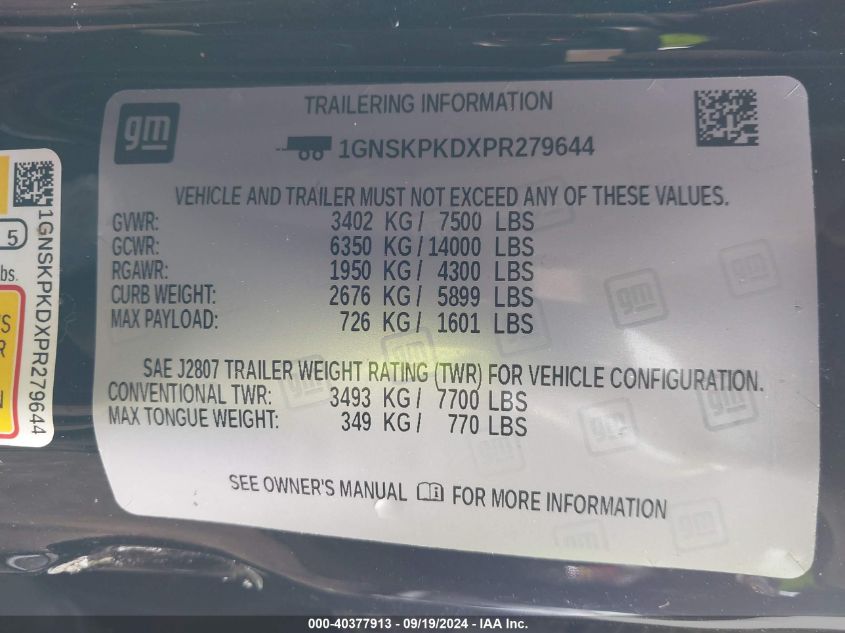 gm
TRAILERING INFORMATION
1GNSKPKDXPR279644
VEHICLE AND TRAILER MUST NOT EXCEED ANY OF THESE VALUES.
GVWR: 3402 KG / 7500 LBS
GCWR: 6350 KG / 14000 LBS
RGAWR: 1950 KG / 4300 LBS
CURB WEIGHT: 2676 KG / 5899 LBS
MAX PAYLOAD: 726 KG / 1601 LBS
SAE J2807 TRAILER WEIGHT RATING (TWR) FOR VEHICLE CONFIGURATION.
CONVENTIONAL TWR: 3493 KG / 7700 LBS
MAX TONGUE WEIGHT: 349 KG / 770 LBS
SEE OWNER'S MANUAL FOR MORE INFORMATION
1GNSKPKDXPR279644
5
bs.
000-40377913 / 09/19/2024 - IAA Inc.